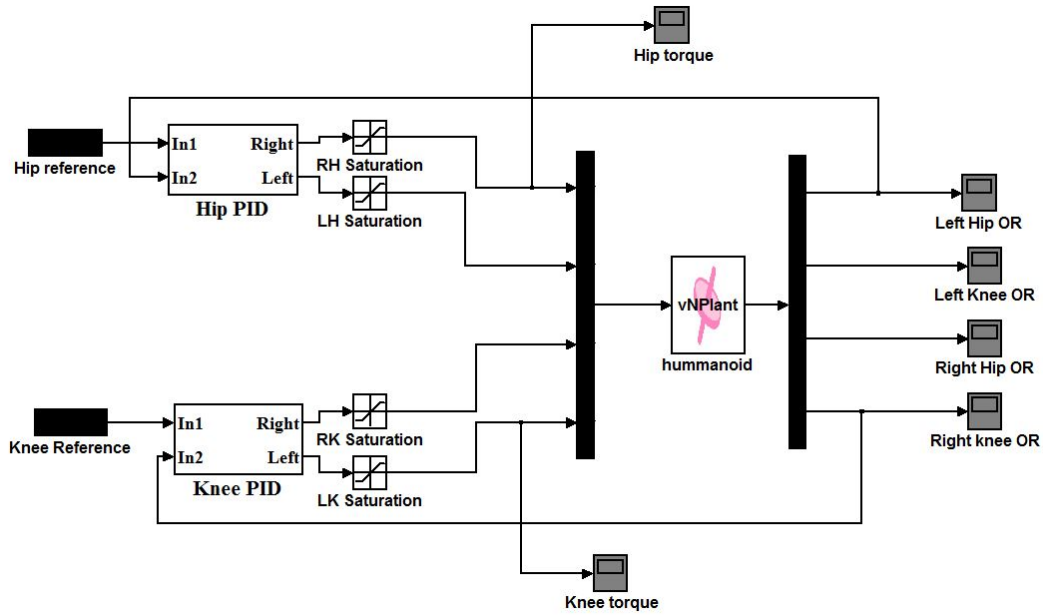 Hip torque
Hip reference
In1
Right
In2
Left
Hip PID
RH Saturation
LH Saturation
Left Hip OR
vNPlant
hummanoid
Left Knee OR
Right Hip OR
Knee Reference
In1
Right
In2
Left
Knee PID
RK Saturation
LK Saturation
Right knee OR
Knee torque